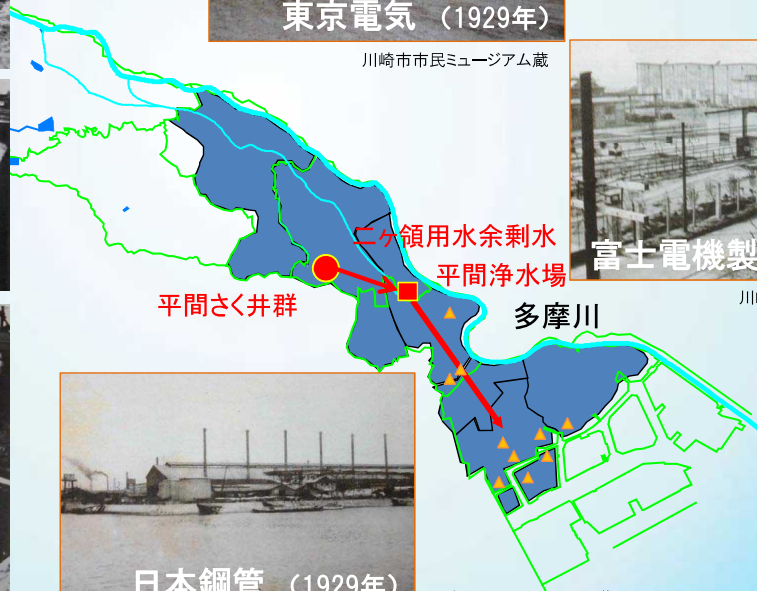 東京電気 （1929年）
川崎市市民ミュージアム蔵
二ヶ領用水余剰水
富士電機製
平間浄水場
平間さく井群
多摩川
日本鋼管 （1929年）